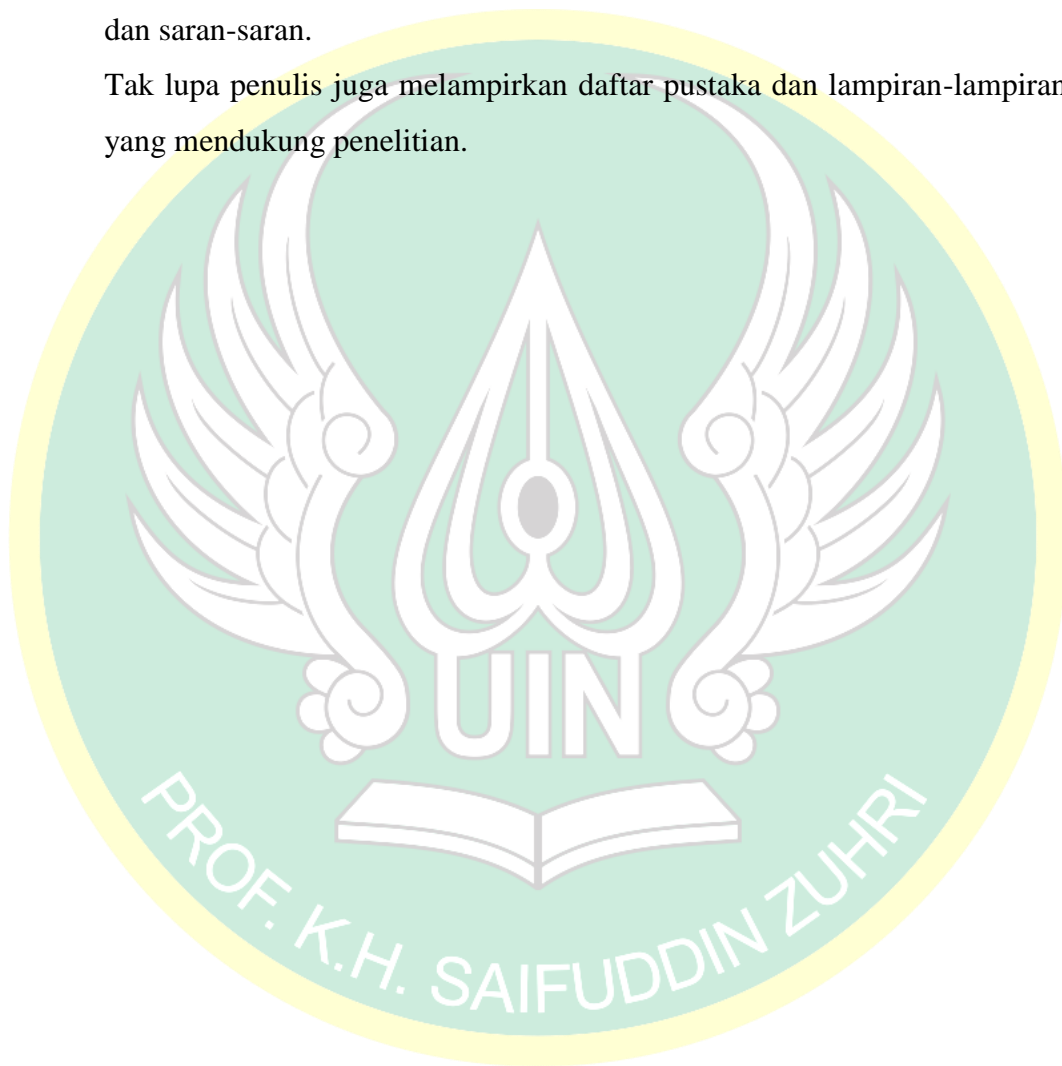 dan saran-saran.
Tak lupa penulis juga melampirkan daftar pustaka dan lampiran-lampiran
yang mendukung penelitian.
UIN
PROF. K.H. SAIFUDDIN ZUHRI